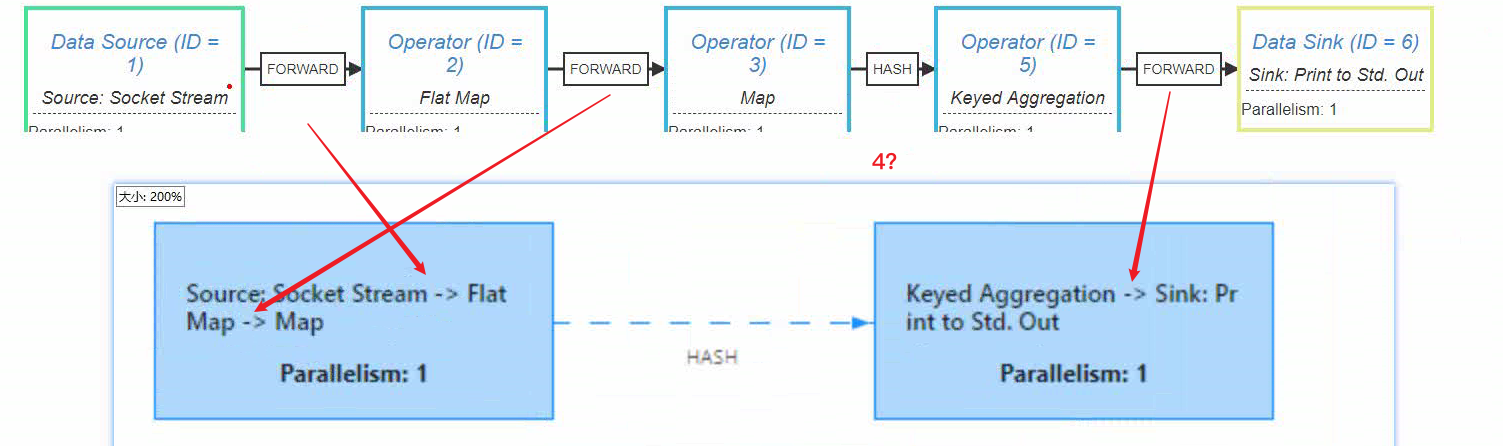 Data Source (ID =
1)
Source: Socket Stream
Parallelism: 1
FORWARD
Operator (ID =
2)
Flat Map
Parallelism: 1
FORWARD
Operator (ID =
3)
Map
Parallelism: 1
HASH
Operator (ID =
5)
Keyed Aggregation
Parallelism: 1
FORWARD
Data Sink (ID = 6)
Sink: Print to Std. Out
Parallelism: 1
4?
大小: 200%
Source: Socket Stream -> Flat
Map -> Map
Parallelism: 1
HASH
Keyed Aggregation -> Sink: Pr
int to Std. Out
Parallelism: 1